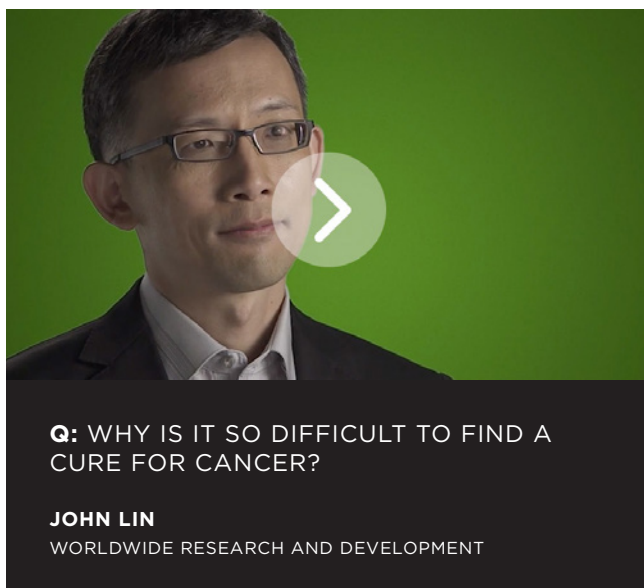 Q: WHY IS IT SO DIFFICULT TO FIND A
CURE FOR CANCER?
JOHN LIN
WORLDWIDE RESEARCH AND DEVELOPMENT